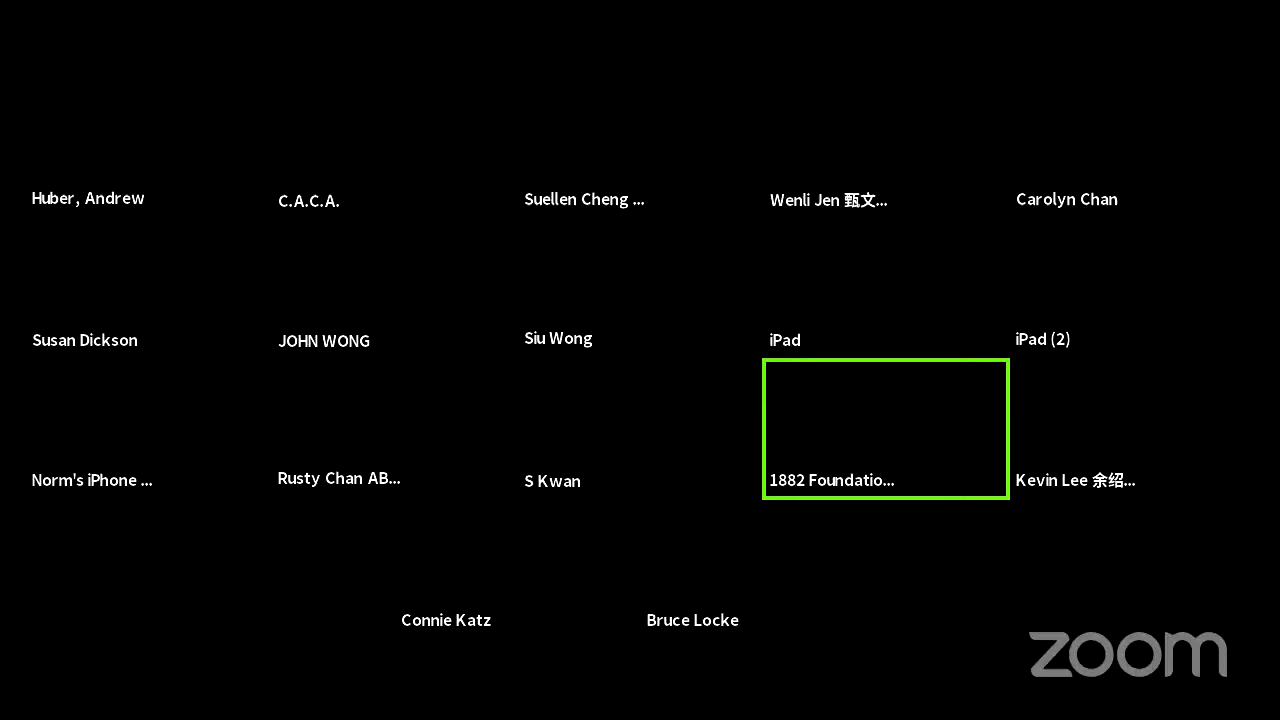 Huber, Andrew
C.A.C.A.
Suellen Cheng ...
Wenli Jen 甄文...
Carolyn Chan
Susan Dickson
JOHN WONG
Siu Wong
iPad
iPad (2)
Norm's iPhone ...
Rusty Chan AB...
S Kwan
1882 Foundatio...
Kevin Lee 余绍...
Connie Katz
Bruce Locke
zoom